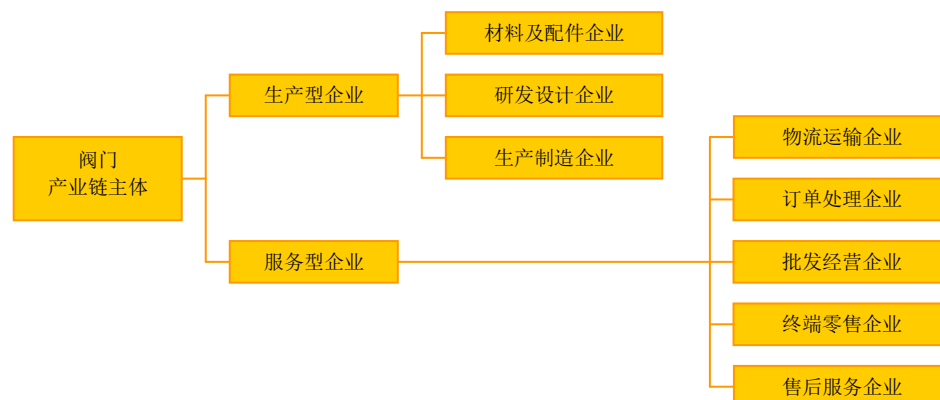 阀门
产业链主体
生产型企业
材料及配件企业
研发设计企业
生产制造企业
服务型企业
物流运输企业
订单处理企业
批发经营企业
终端零售企业
售后服务企业